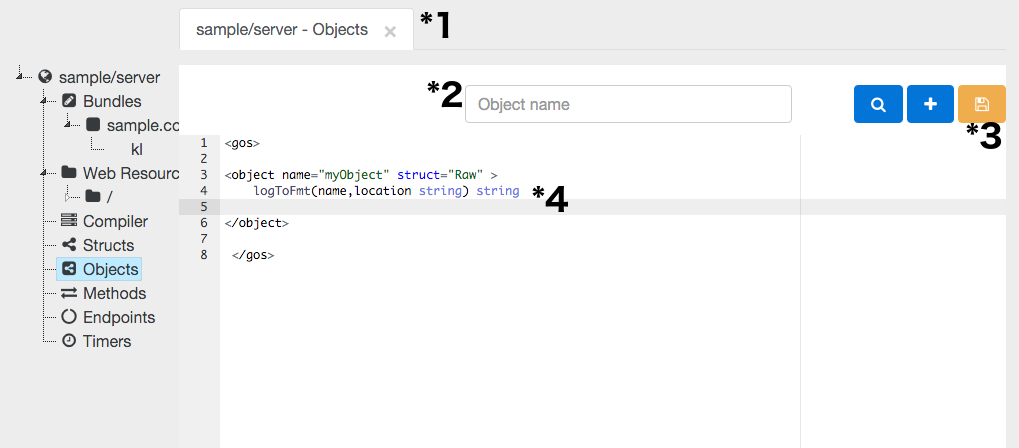 sample/server - Objects ×
*1
sample/server
Bundles
sample.co
kl
Web Resourc
/
Compiler
Structs
Objects
Methods
Endpoints
Timers
*2
Object name
*3
1 <gos>
2
3 <object name="myObject" struct="Raw" >
4 logToFmt(name,location string) string
*4
5
6 </object>
7
8 </gos>